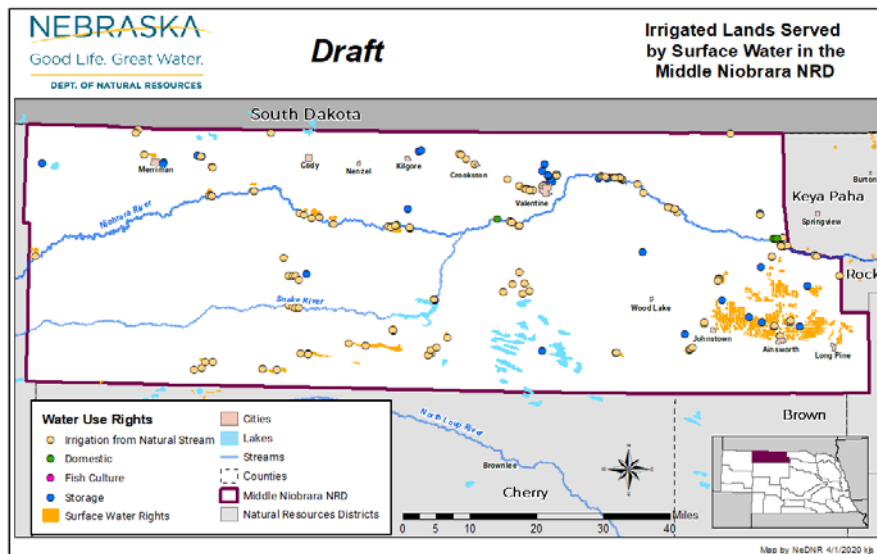 NEBRASKA
Good Life. Great Water.
DEPT. OF NATURAL RESOURCES
Draft
Irrigated Lands Served
by Surface Water in the
Middle Niobrara NRD
South Dakota
Merriman
Cody
Nenzel
Kilgore
Crookston
Valentine
Burton
Keya Paha
Springview
Niobrara River
Rock
Snake River
Wood Lake
Johnstown
Ainsworth
Long Pine
Brown
North Loup River
Brownlee
Cherry
Water Use Rights
Irrigation from Natural Stream
Domestic
Fish Culture
Storage
Surface Water Rights
Cities
Lakes
Streams
Counties
Middle Niobrara NRD
Natural Resources Districts
0 10 20 30 40 Miles
Map by NeDNR 4/1/2020 kjs